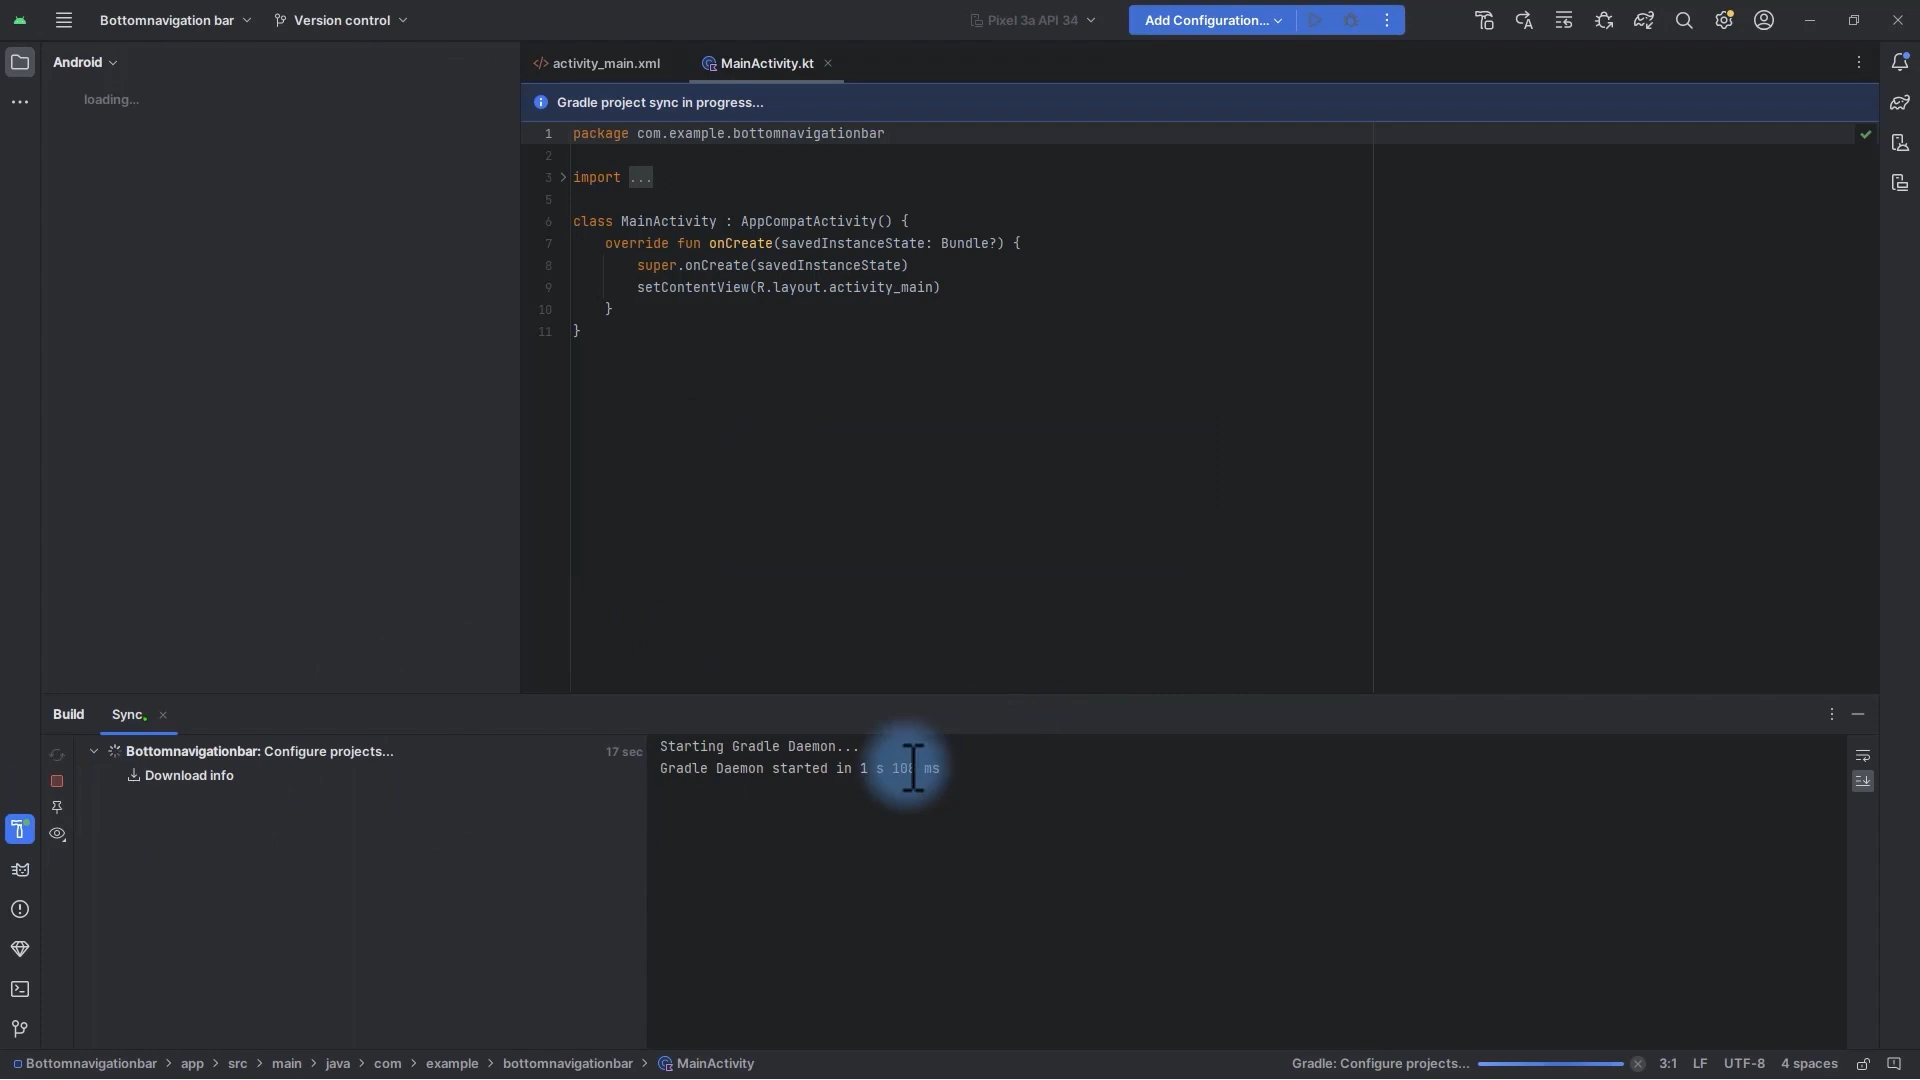 Bottomnavigation bar
Version control
Pixel 3a API 34
Add Configuration...
Android
loading...
activity_main.xml
MainActivity.kt
Gradle project sync in progress...
1 package com.example.bottomnavigationbar
2
3 import ...
5
6 class MainActivity : AppCompatActivity() {
7 override fun onCreate(savedInstanceState: Bundle?) {
8 super.onCreate(savedInstanceState)
9 setContentView(R.layout.activity_main)
10 }
11 }
Build Sync
Bottomnavigationbar: Configure projects... 17 sec
Download info
Starting Gradle Daemon...
Gradle Daemon started in 1 s 108 ms
Bottomnavigationbar > app > src > main > java > com > example > bottomnavigationbar > MainActivity
Gradle: Configure projects... 3:1 LF UTF-8 4 spaces